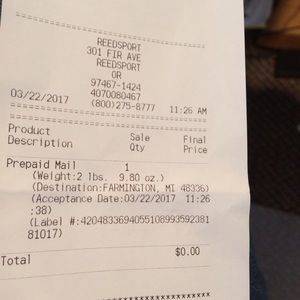 ==========================
REEDSPORT
301 FIR AVE
REEDSPORT
OR
97467-1424
4070080467
03/22/2017 (800)275-8777 11:26 AM
==========================
==========================
Product Sale Final
Description Qty Price
Prepaid Mail 1
(Weight:2 lbs. 9.80 oz.)
(Destination:FARMINGTON, MI 48336)
(Acceptance Date:03/22/2017 11:26
:38)
(Label #:420483369405510899359238​1
81017)
Total $0.00
**************************